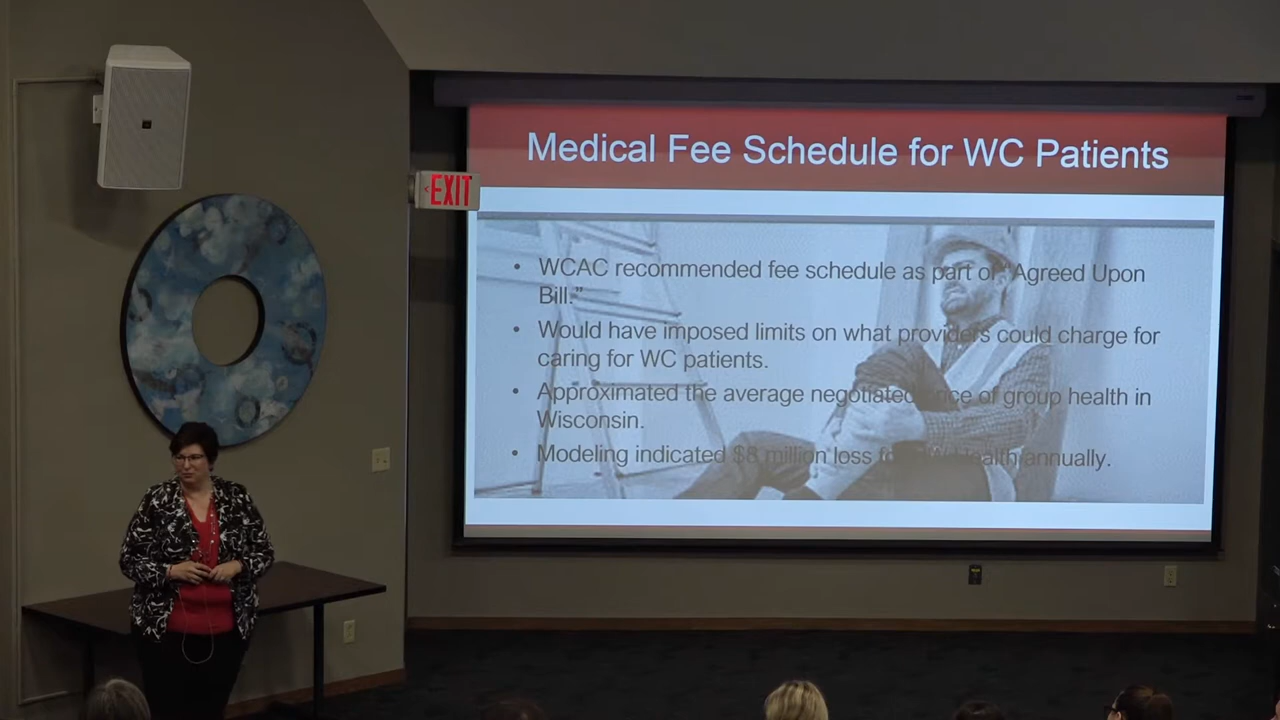 Medical Fee Schedule for WC Patients
EXIT
• WCAC recommended fee schedule as part of "Agreed Upon
Bill."
• Would have imposed limits on what providers could charge for
caring for WC patients.
• Approximated the average negotiated of group health in
Wisconsin.
• Modeling indicated $8 million loss Health annually.